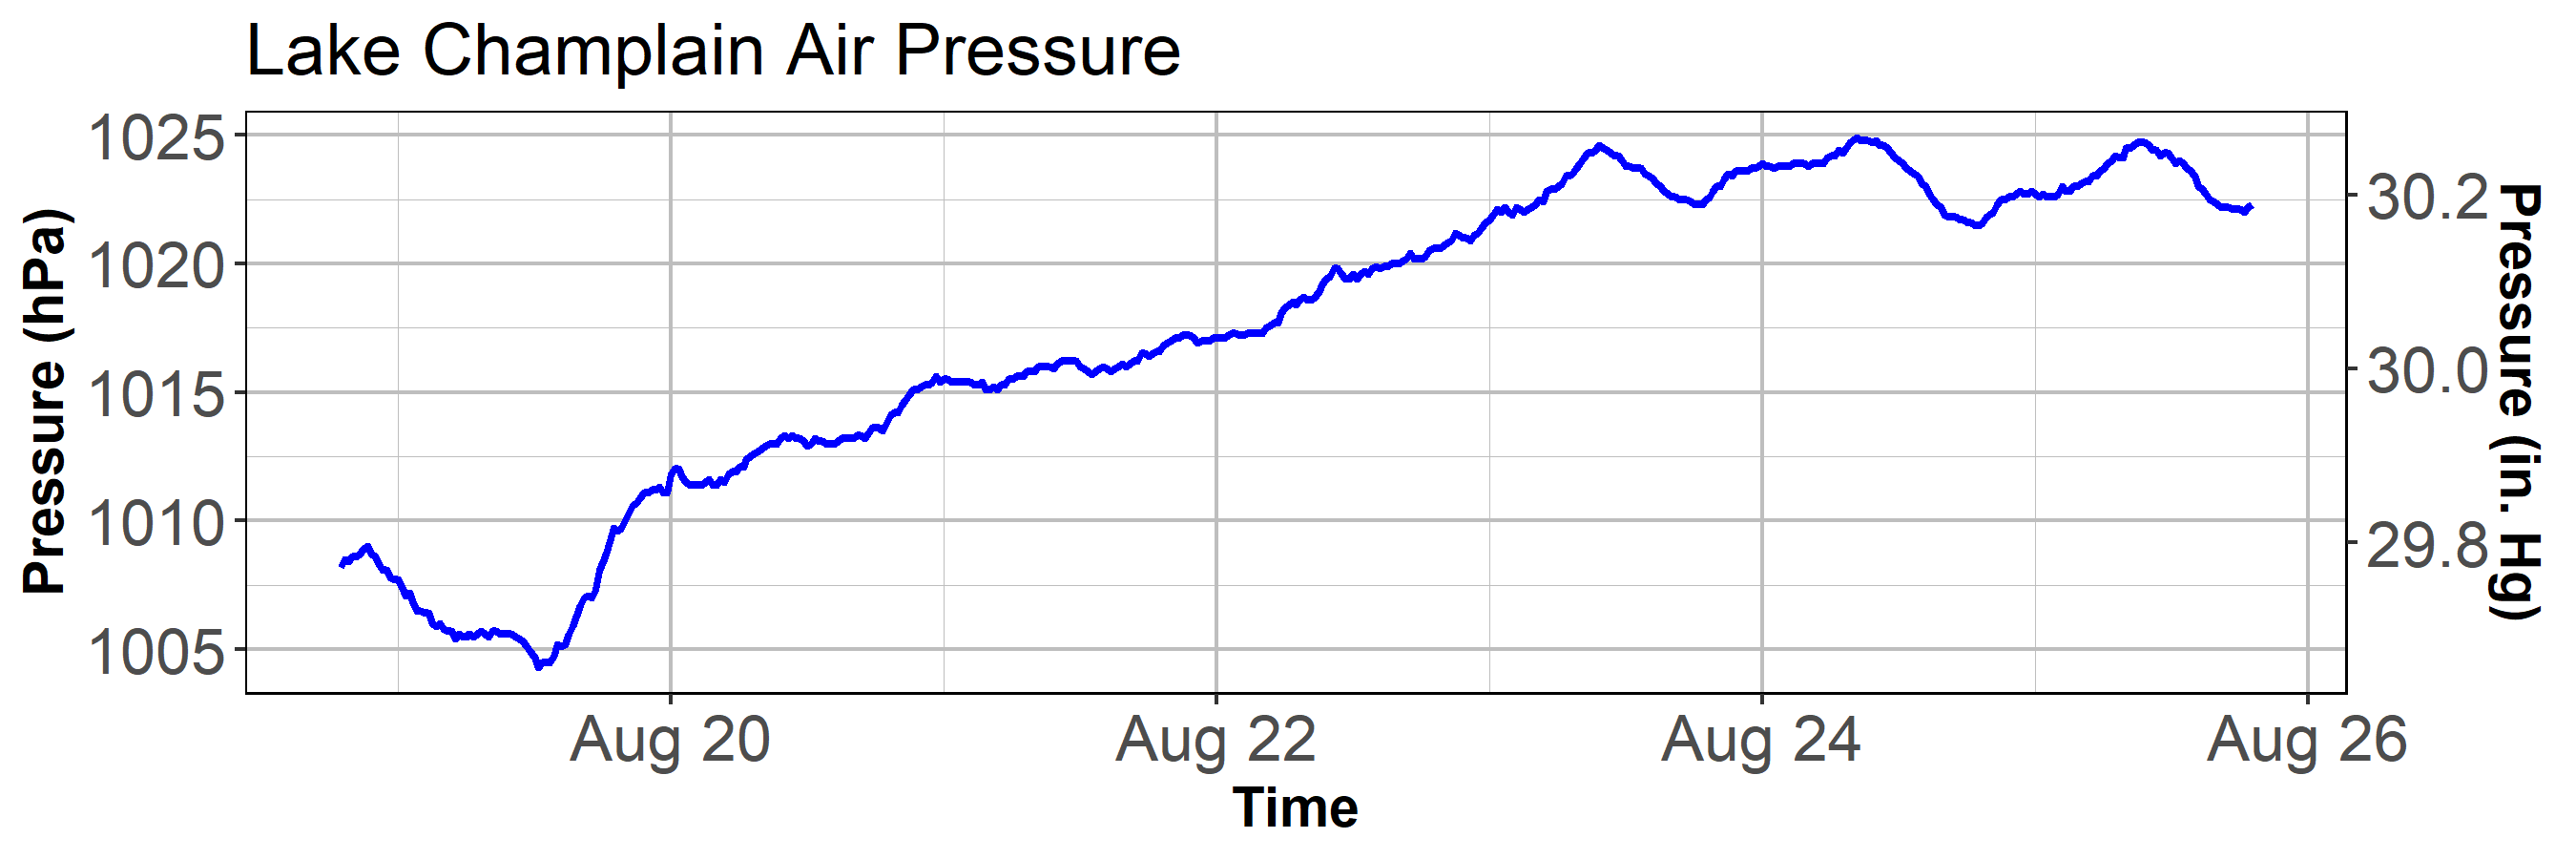 Lake Champlain Air Pressure
Pressure (hPa)
1025
1020
1015
1010
1005
30.2
30.0
29.8
Pressure (in. Hg)
Aug 20
Aug 22
Aug 24
Aug 26
Time